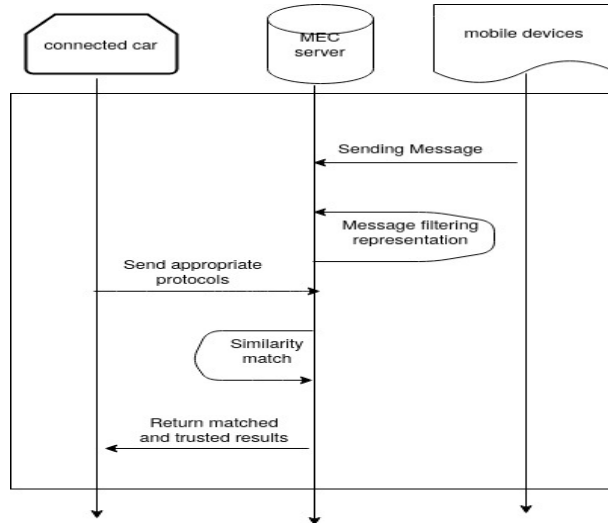 connected car
MEC
server
mobile devices
Sending Message
Message filtering
representation
Send appropriate
protocols
Similarity
match
Return matched
and trusted results